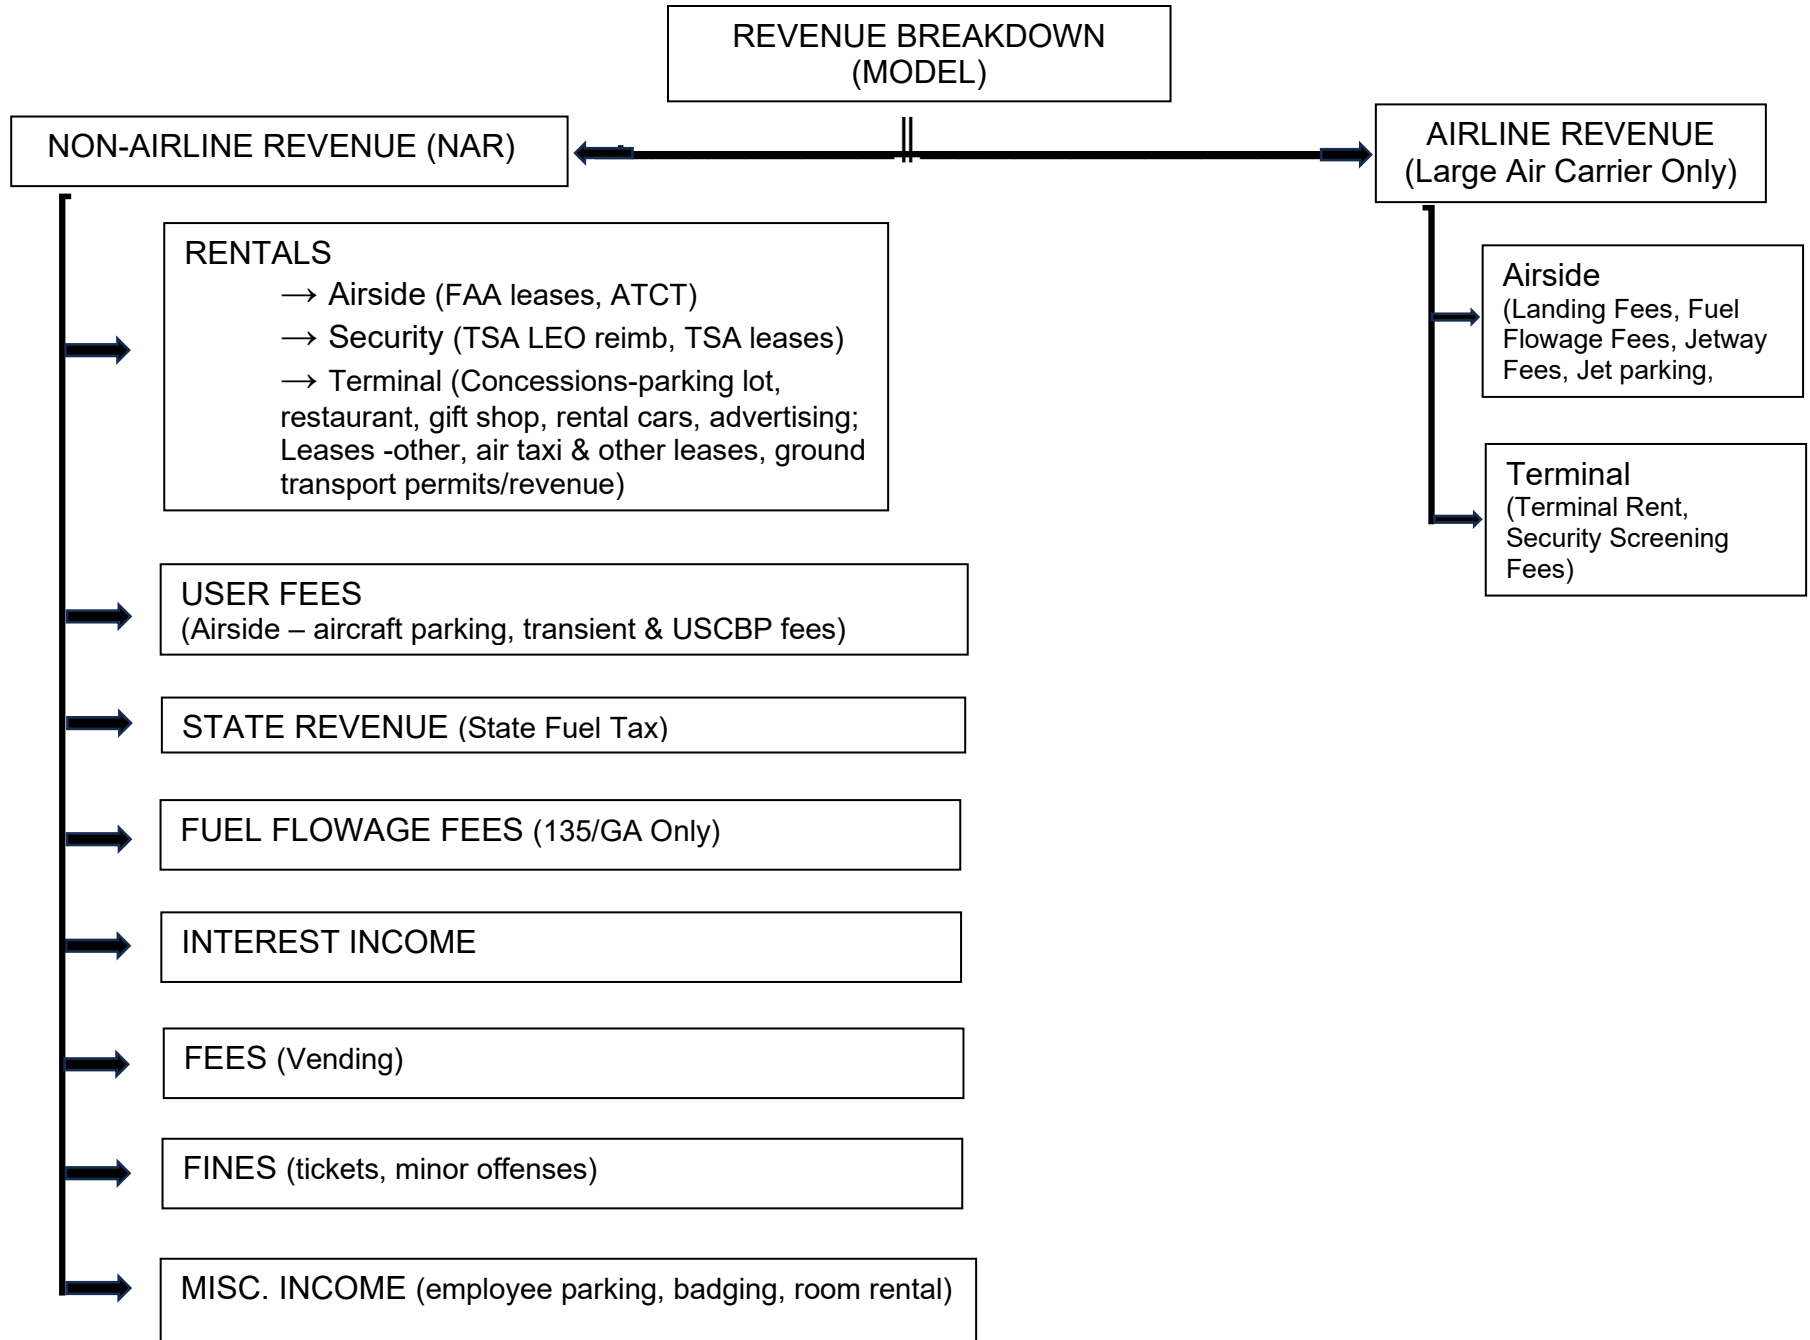 REVENUE BREAKDOWN
(MODEL)
NON-AIRLINE REVENUE (NAR)
AIRLINE REVENUE
(Large Air Carrier Only)
RENTALS
→ Airside (FAA leases, ATCT)
→ Security (TSA LEO reimb, TSA leases)
→ Terminal (Concessions-parking lot,
restaurant, gift shop, rental cars, advertising;
Leases -other, air taxi & other leases, ground
transport permits/revenue)
USER FEES
(Airside – aircraft parking, transient & USCBP fees)
STATE REVENUE (State Fuel Tax)
FUEL FLOWAGE FEES (135/GA Only)
INTEREST INCOME
FEES (Vending)
FINES (tickets, minor offenses)
MISC. INCOME (employee parking, badging, room rental)
Airside
(Landing Fees, Fuel
Flowage Fees, Jetway
Fees, Jet parking,
Terminal
(Terminal Rent,
Security Screening
Fees)